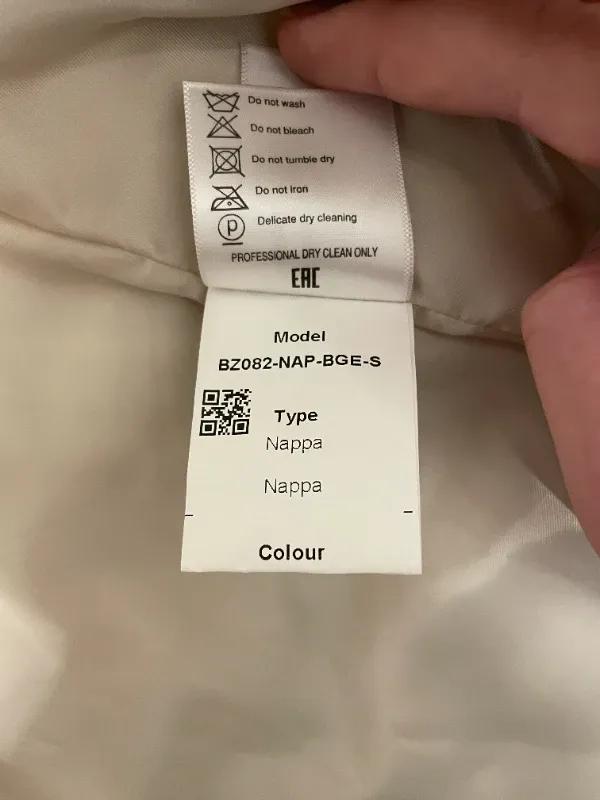 Do not wash
Do not bleach
Do not tumble dry
Do not iron
P
Delicate dry cleaning
PROFESSIONAL DRY CLEAN ONLY
EAC
Model
BZ082-NAP-BGE-S
Type
Nappa
Nappa
Colour